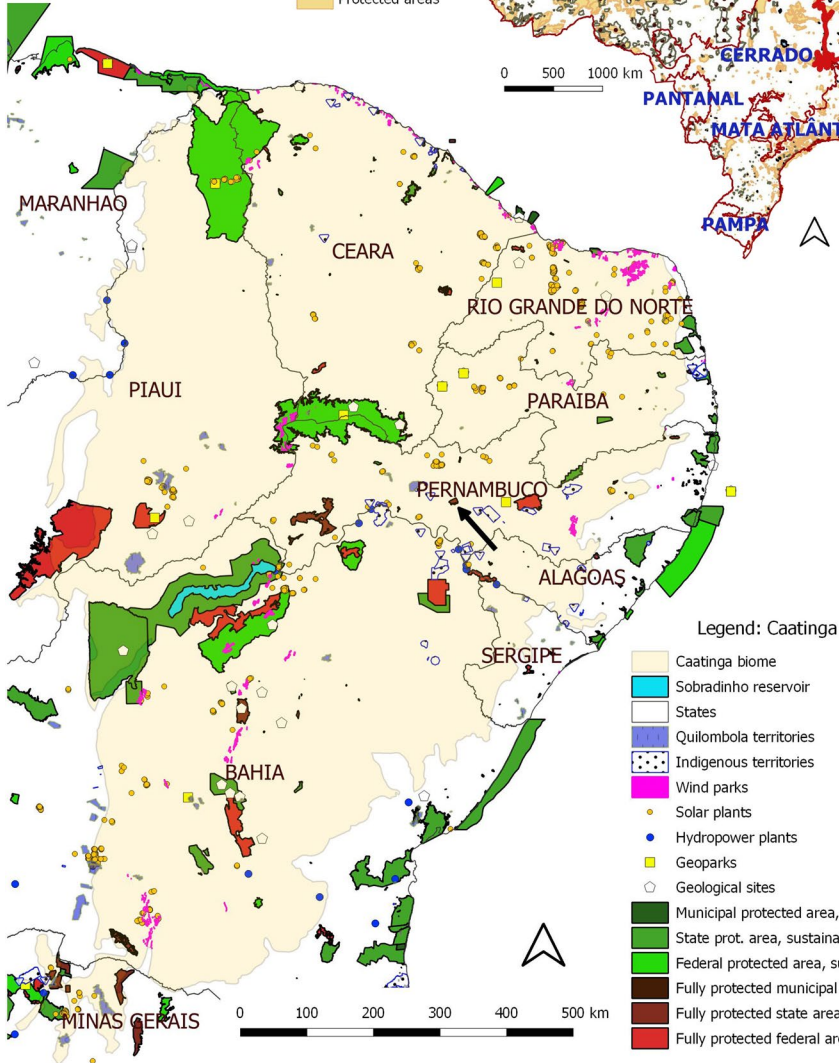 Protected areas
CERRADO
0 500 1000 km
PANTANAL
MATA ATLÂNT
PAMPA
MARANHAO
CEARA
RIO GRANDE DO NORTE
PIAUI
PARAIBA
PERNAMBUCO
ALAGOAS
SERGIPE
BAHIA
MINAS GERAIS
Legend: Caatinga
Caatinga biome
Sobradinho reservoir
States
Quilombola territories
Indigenous territories
Wind parks
Solar plants
Hydropower plants
Geoparks
Geological sites
Municipal protected area,
State prot. area, sustaina
Federal protected area, su
Fully protected municipal
Fully protected state area
Fully protected federal ar
0 100 200 300 400 500 km